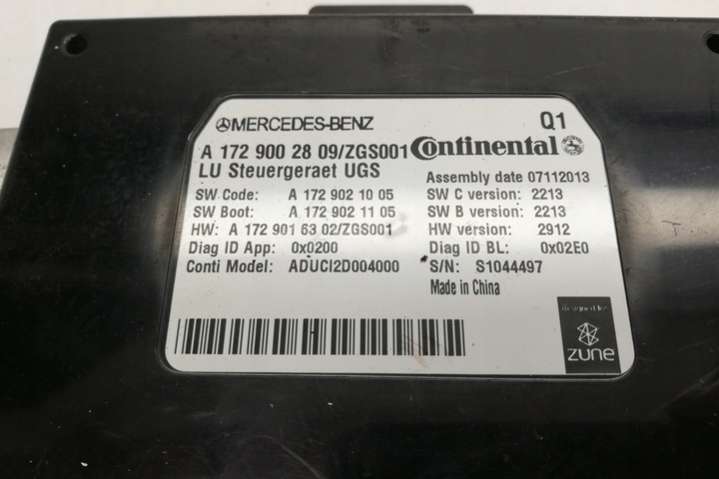 MERCEDES-BENZ
Q1
A 172 900 28 09/ZGS001 Continental
LU Steuergeraet UGS
Assembly date 07112013
SW Code: A 172 902 10 05
SW C version: 2213
SW Boot: A 172 902 11 05
SW B version: 2213
HW: A 172 901 63 02/ZGS001
HW version: 2912
Diag ID App: 0x0200
Diag ID BL: 0x02E0
Conti Model: ADUCI2D004000
S/N: S1044497
Made in China
designed for
zune